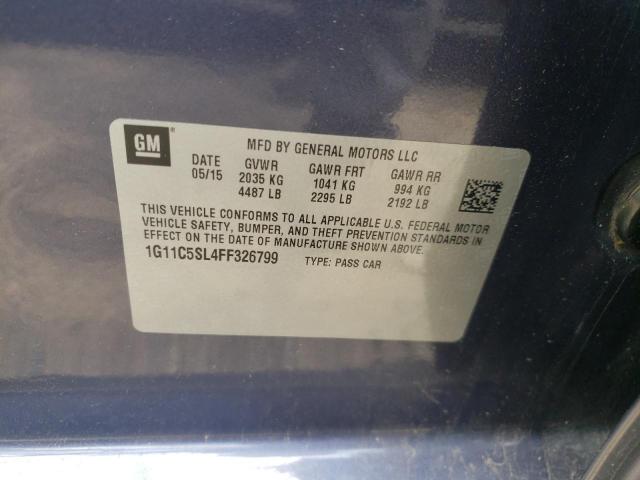 GM ®
MFD BY GENERAL MOTORS LLC
DATE GVWR GAWR FRT GAWR RR
05/15 2035 KG 1041 KG 994 KG
4487 LB 2295 LB 2192 LB
THIS VEHICLE CONFORMS TO ALL APPLICABLE U.S. FEDERAL MOTOR
VEHICLE SAFETY, BUMPER, AND THEFT PREVENTION STANDARDS IN
EFFECT ON THE DATE OF MANUFACTURE SHOWN ABOVE.
1G11C5SL4FF326799 TYPE: PASS CAR